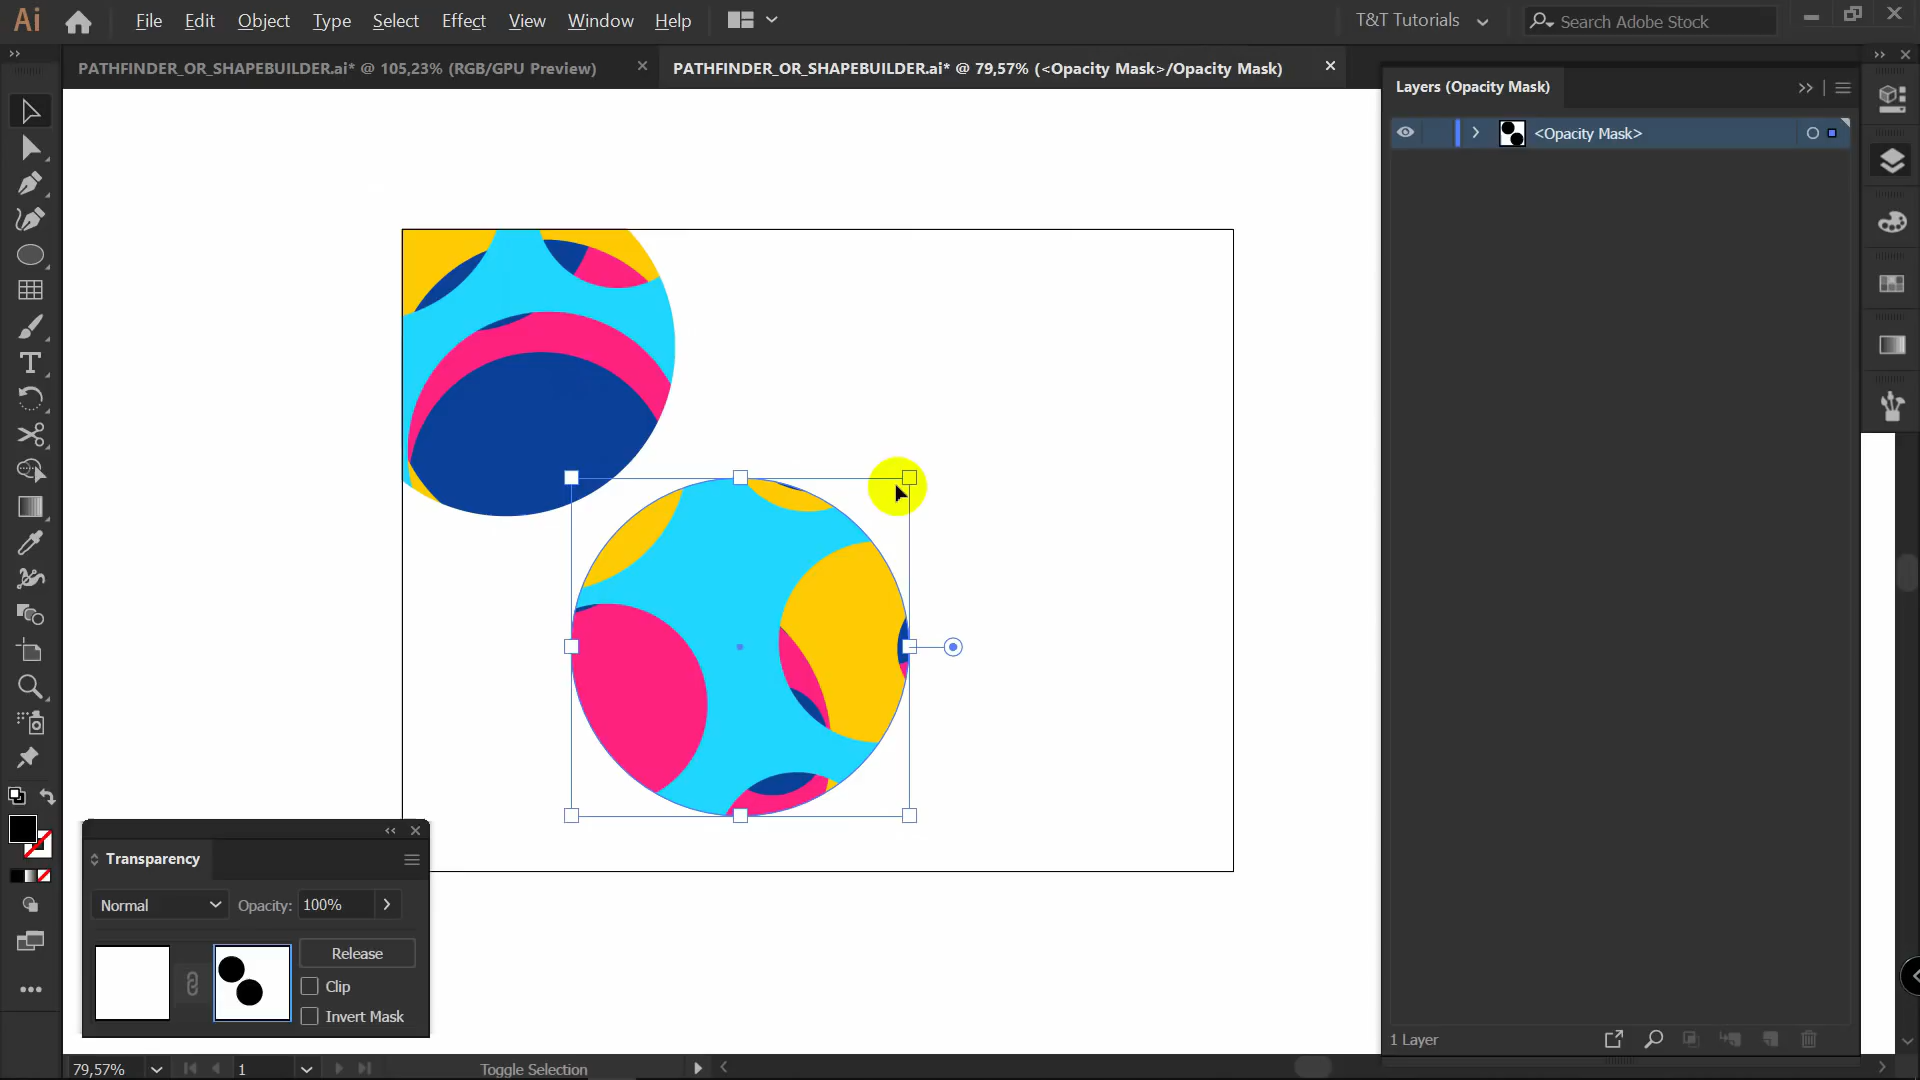 Ai File Edit Object Type Select Effect View Window Help T&T Tutorials Search Adobe Stock
PATHFINDER_OR_SHAPEBUILDER.ai* @ 105,23% (RGB/GPU Preview)
PATHFINDER_OR_SHAPEBUILDER.ai* @ 79,57% (<Opacity Mask>/Opacity Mask)
Layers (Opacity Mask)
<Opacity Mask>
Transparency
Normal Opacity: 100%
Release
Clip
Invert Mask
1 Layer
79,57% 1 Toggle Selection